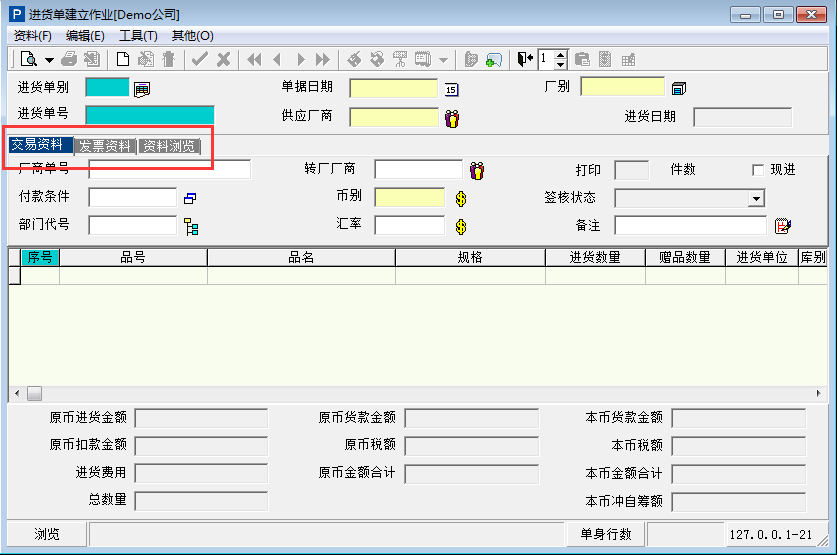 进货单建立作业[Demo公司]
资料(F) 编辑(E) 工具(T) 其他(O)
15 1
进货单别 单据日期 厂别
进货单号 供应厂商 进货日期
交易资料 发票资料 资料浏览
厂商单号 转厂厂商 打印 件数 现进
付款条件 币别 签核状态
部门代号 汇率 备注
序号 品号 品名 规格 进货数量 赠品数量 进货单位 库别
原币进货金额 原币货款金额 本币货款金额
原币扣款金额 原币税额 本币税额
进货费用 原币金额合计 本币金额合计
总数量 本币冲自筹额
浏览 单身行数 127.0.0.1-21